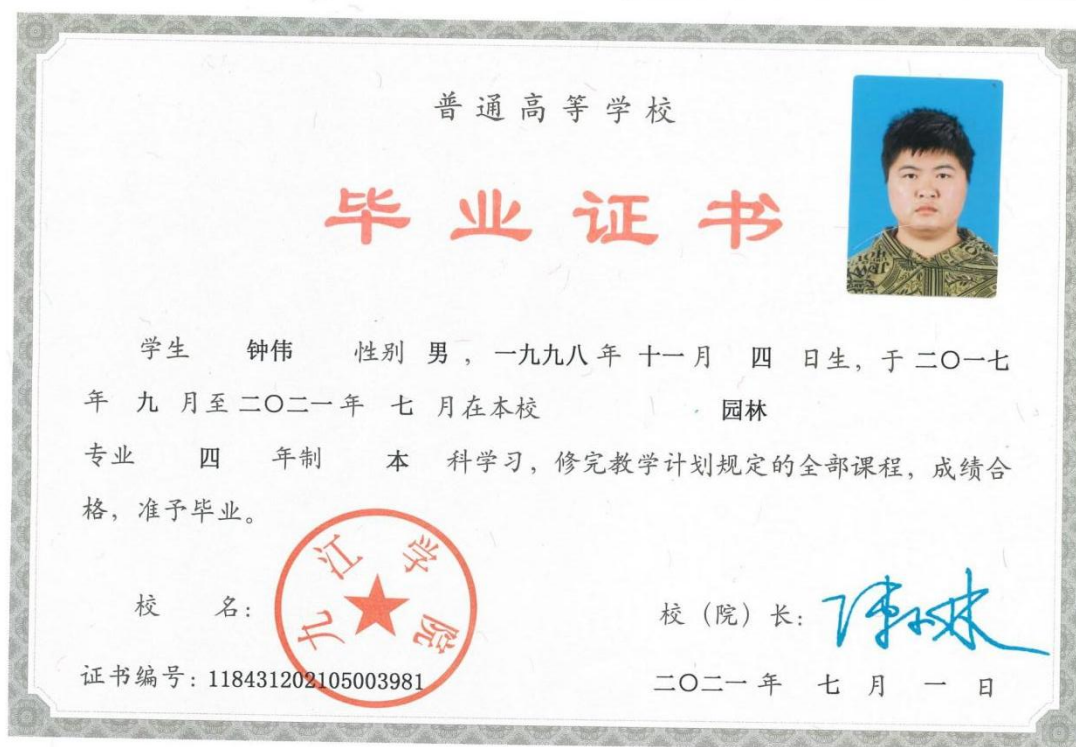 普通高等学校
毕业证书
学生 钟伟 性别 男 ，一九九八 年 十一 月 四 日生，于 二〇一七
年 九 月至 二〇二一 年 七 月在本校 园林
专业 四 年制 本 科学习，修完教学计划规定的全部课程，成绩合
格，准予毕业。
九江学院
校 名：
校（院）长：
证书编号：118431202105003981
二〇二一 年 七 月 一 日